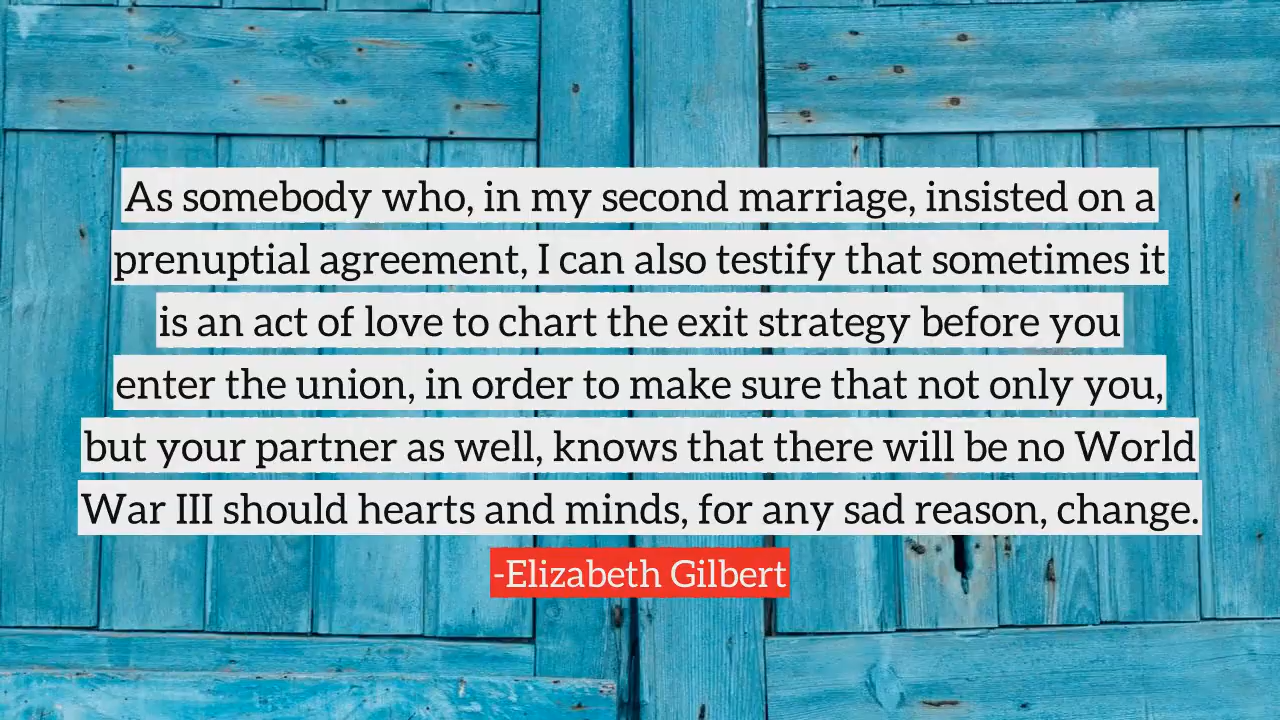 As somebody who, in my second marriage, insisted on a
prenuptial agreement, I can also testify that sometimes it
is an act of love to chart the exit strategy before you
enter the union, in order to make sure that not only you,
but your partner as well, knows that there will be no World
War III should hearts and minds, for any sad reason, change.
-Elizabeth Gilbert